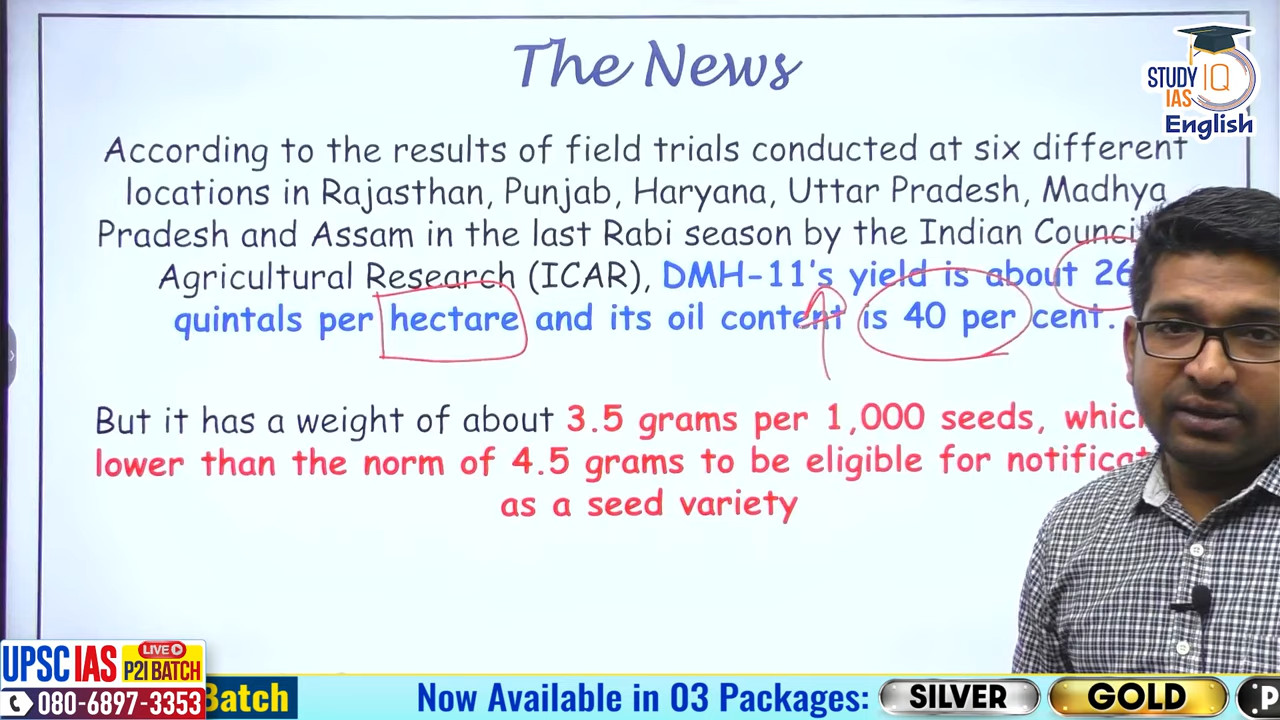 The News
STUDY IQ
IAS
English
According to the results of field trials conducted at six different
locations in Rajasthan, Punjab, Haryana, Uttar Pradesh, Madhya
Pradesh and Assam in the last Rabi season by the Indian
Agricultural Research (ICAR), DMH-11's yield is about 26
quintals per hectare and its oil content is 40 per cent.
But it has a weight of about 3.5 grams per 1,000 seeds,
lower than the norm of 4.5 grams to be eligible for
as a seed variety
UPSC IAS LIVE P2I BATCH
080-6897-3353
Batch Now Available in 03 Packages: SILVER GOLD P